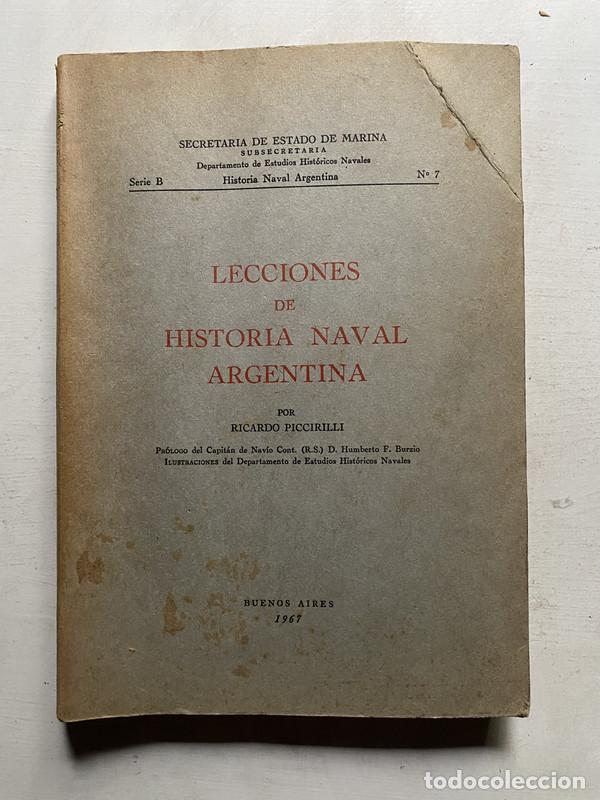 SECRETARIA DE ESTADO DE MARINA
SUBSECRETARIA
Departamento de Estudios Históricos Navales
Serie B Historia Naval Argentina Nº 7
LECCIONES
DE
HISTORIA NAVAL
ARGENTINA
POR
RICARDO PICCIRILLI
PRÓLOGO del Capitán de Navío Cont. (R.S.) D. Humberto F. Burzio
ILUSTRACIONES del Departamento de Estudios Históricos Navales
BUENOS AIRES
1967
todocoleccion